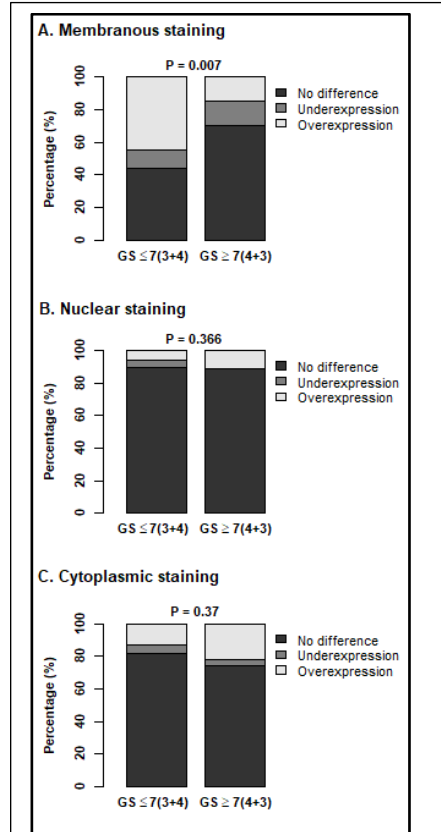 A. Membranous staining
P = 0.007
Percentage (%)
0 20 40 60 80 100
No difference
Underexpression
Overexpression
GS ≤ 7(3+4) GS ≥ 7(4+3)
B. Nuclear staining
P = 0.366
Percentage (%)
0 20 40 60 80 100
No difference
Underexpression
Overexpression
GS ≤ 7(3+4) GS ≥ 7(4+3)
C. Cytoplasmic staining
P = 0.37
Percentage (%)
0 20 40 60 80 100
No difference
Underexpression
Overexpression
GS ≤ 7(3+4) GS ≥ 7(4+3)